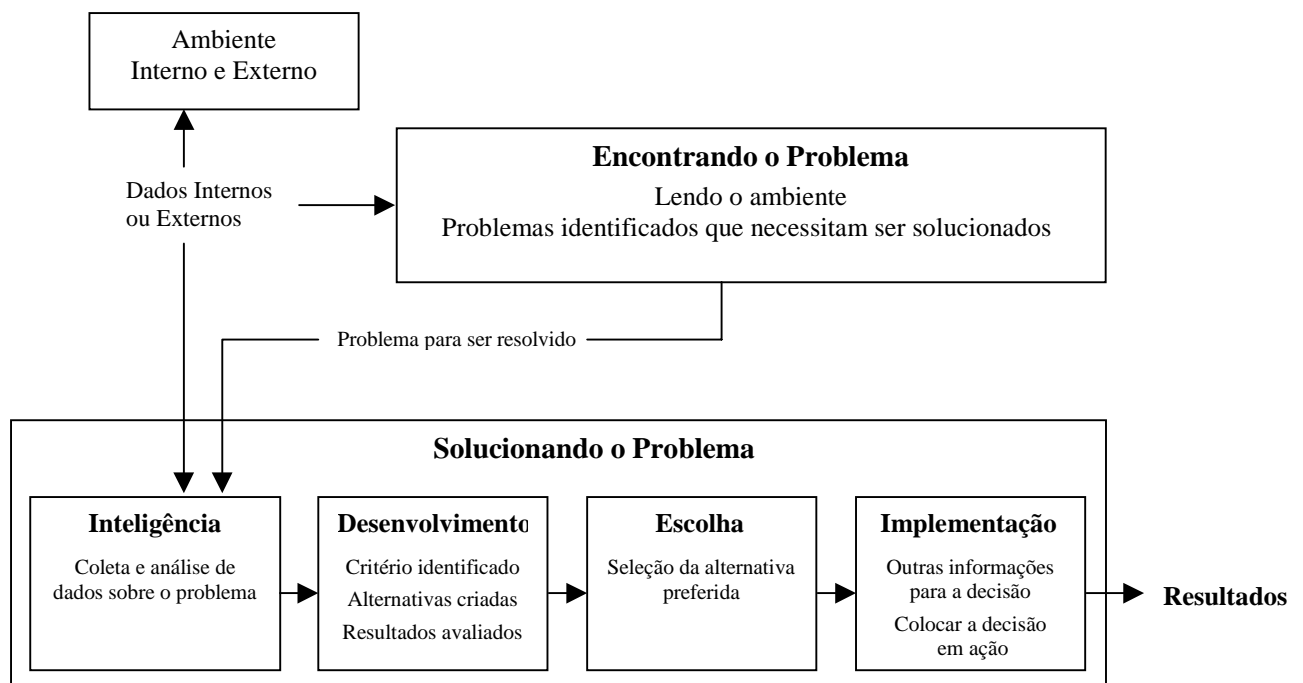 Ambiente
Interno e Externo
Encontrando o Problema
Lendo o ambiente
Problemas identificados que necessitam ser solucionados
Dados Internos
ou Externos
Problema para ser resolvido
Solucionando o Problema
Inteligência
Coleta e análise de
dados sobre o problema
Desenvolvimento
Critério identificado
Alternativas criadas
Resultados avaliados
Escolha
Seleção da alternativa
preferida
Implementação
Outras informações
para a decisão
Colocar a decisão
em ação
Resultados